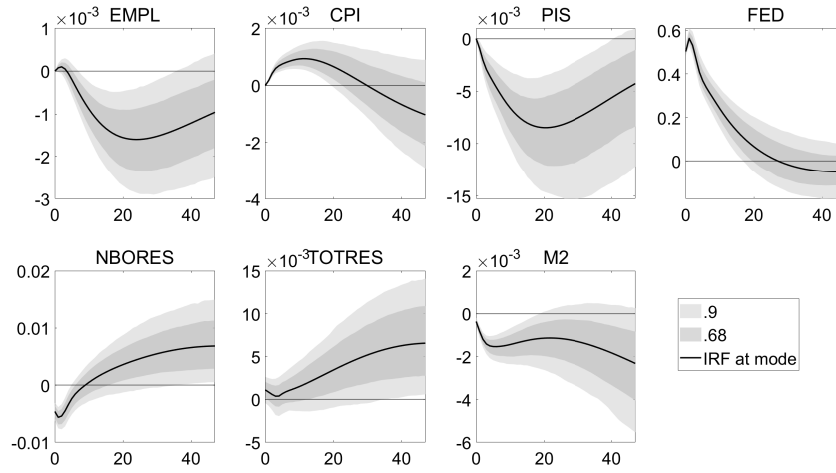 ×10⁻³ EMPL
1
0
-1
-2
-3
0 20 40
×10⁻³ CPI
2
0
-2
-4
0 20 40
×10⁻³ PIS
0
-5
-10
-15
0 20 40
FED
0.6
0.4
0.2
0
0 20 40
NBORES
0.02
0.01
0
-0.01
0 20 40
×10⁻³ TOTRES
15
10
5
0
-5
0 20 40
×10⁻³ M2
2
0
-2
-4
-6
0 20 40
.9
.68
IRF at mode